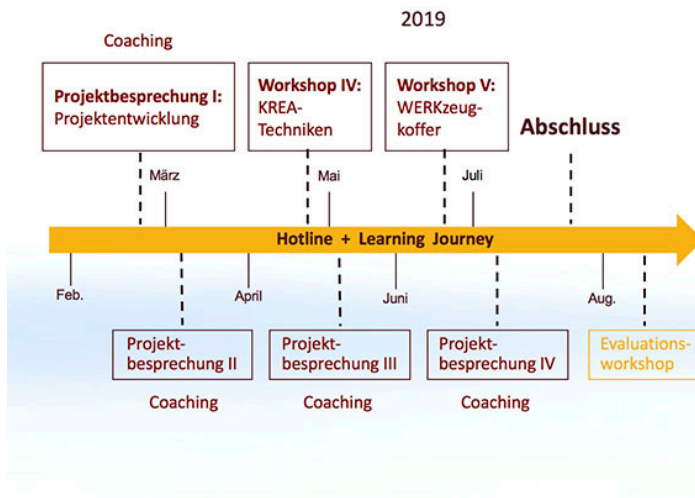 2019
Coaching
Projektbesprechung I:
Projektentwicklung
Workshop IV:
KREA-
Techniken
Workshop V:
WERKzeug-
koffer
Abschluss
März
Mai
Juli
Hotline + Learning Journey
Feb.
April
Juni
Aug.
Projekt-
besprechung II
Projekt-
besprechung III
Projekt-
besprechung IV
Evaluations-
workshop
Coaching
Coaching
Coaching